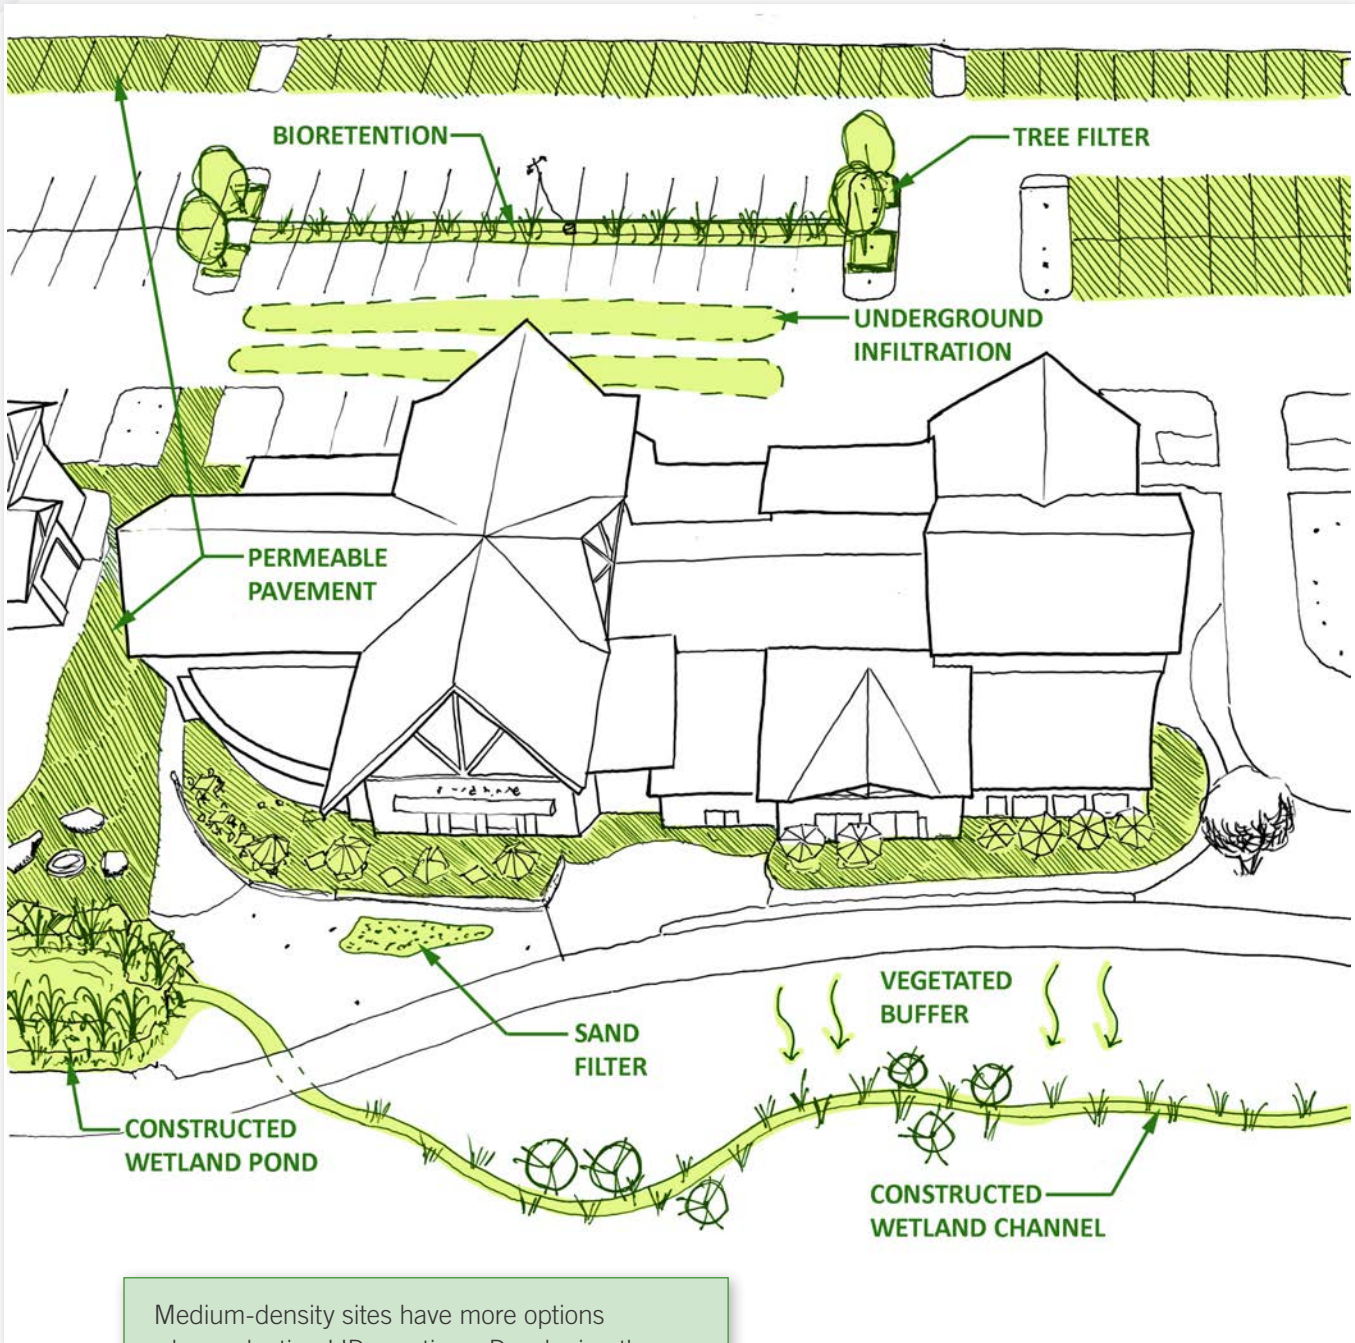 BIORETENTION
TREE FILTER
UNDERGROUND
INFILTRATION
PERMEABLE
PAVEMENT
VEGETATED
BUFFER
SAND
FILTER
CONSTRUCTED
WETLAND POND
CONSTRUCTED
WETLAND CHANNEL
Medium-density sites have more options